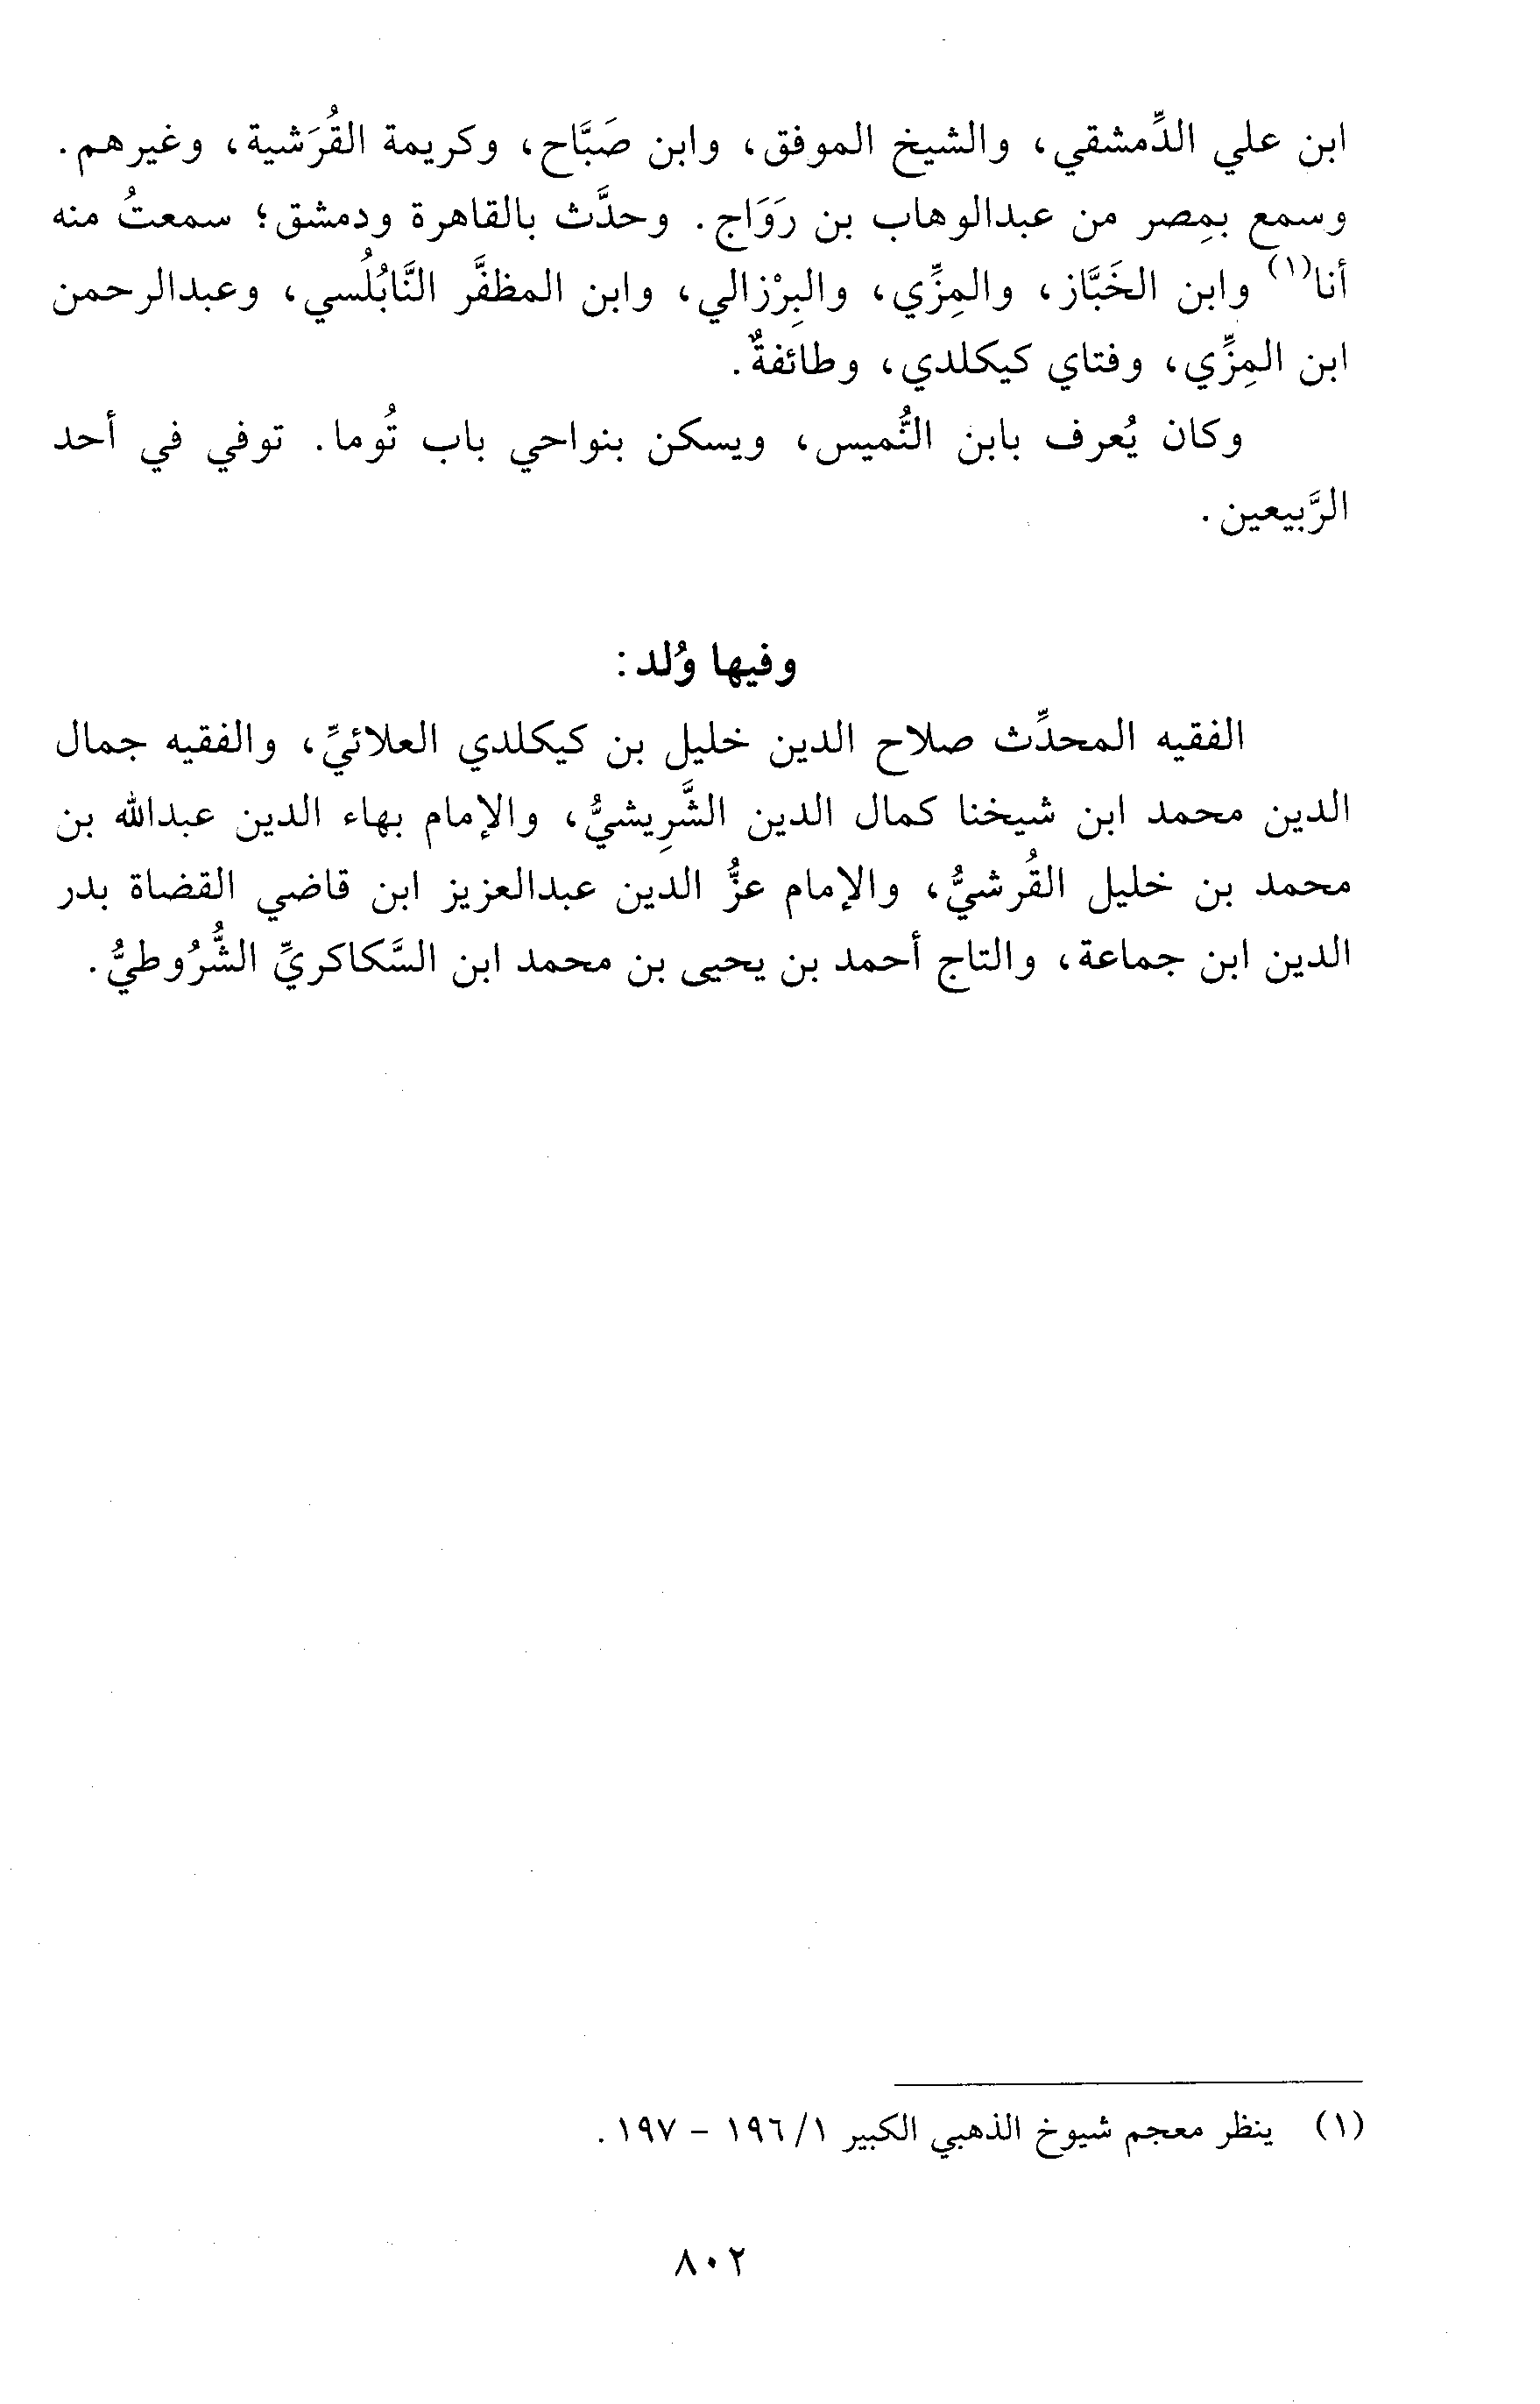 ابن علي الدِّمشقي، والشيخ الموفق، وابن صَبَّاح، وكريمة القُرَشية، وغيرهم.
وسمع بمِصر من عبدالوهاب بن رَوَاج. وحدَّث بالقاهرة ودمشق؛ سمعتُ منه
أنا(١) وابن الخَبَّاز، والمِزِّي، والبِرْزالي، وابن المظفَّر النَّابُلُسي، وعبدالرحمن
ابن المِزِّي، وفتاي كيكلدي، وطائفةٌ.
وكان يُعرف بابن النُّميس، ويسكن بنواحي باب تُوما. توفي في أحد
الرَّبيعين.
وفيها وُلد:
الفقيه المحدِّث صلاح الدين خليل بن كيكلدي العلائيِّ، والفقيه جمال
الدين محمد ابن شيخنا كمال الدين الشَّرِيشيُّ، والإمام بهاء الدين عبدالله بن
محمد بن خليل القُرشيُّ، والإمام عزُّ الدين عبدالعزيز ابن قاضي القضاة بدر
الدين ابن جماعة، والتاج أحمد بن يحيى بن محمد ابن السَّكاكريِّ الشُّرُوطيُّ.
(١) ينظر معجم شيوخ الذهبي الكبير ١/ ١٩٦ - ١٩٧.
٨٠٢